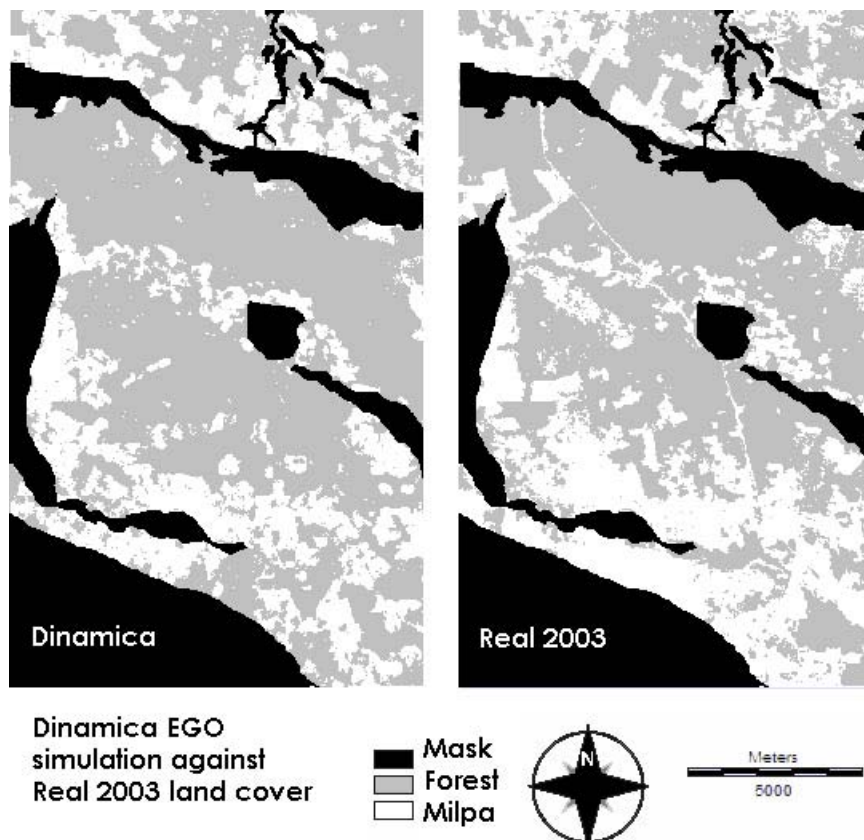 Dinamica
Real 2003
Dinamica EGO
simulation against
Real 2003 land cover
Mask
Forest
Milpa
N
Meters
5000